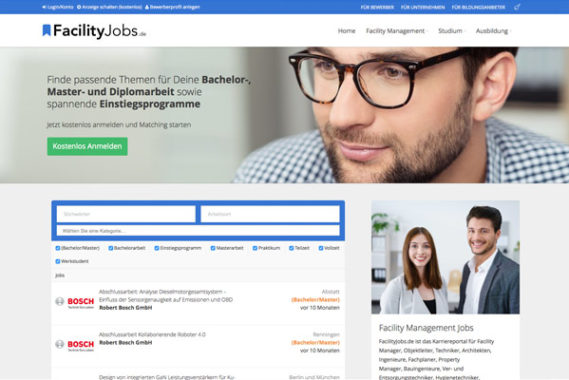 Login/Konto Anzeige schalten (kostenlos) Bewerberprofil anlegen
FÜR BEWERBER FÜR UNTERNEHMEN FÜR BILDUNGSANBIETER
FacilityJobs.de
Home Facility Management Studium Ausbildung
Finde passende Themen für Deine Bachelor-,
Master- und Diplomarbeit sowie
spannende Einstiegsprogramme
Jetzt kostenlos anmelden und Matching starten
Kostenlos Anmelden
Stichwörter
Arbeitsort
Wählen Sie eine Kategorie...
(Bachelor/Master) Bachelorarbeit Einstiegsprogramm Masterarbeit Praktikum Teilzeit Vollzeit
Werkstudent
Jobs
BOSCH
Abschlussarbeit: Analyse Dieselmotorgesamtsystem -
Einfluss der Sensorgenauigkeit auf Emissionen und OBD
Robert Bosch GmbH
Abstatt
(Bachelor/Master)
vor 10 Monaten
BOSCH
Abschlussarbeit Kollaborierende Roboter 4.0
Robert Bosch GmbH
Renningen
(Bachelor/Master)
vor 10 Monaten
Design von integrierten GaN Leistungsverstärkern für Ku-
Berlin und München
Facility Management Jobs
FacilityJobs.de ist das Karriereportal für Facility
Manager, Objektleiter, Techniker, Architekten,
Ingenieure, Fachplaner, Property
Manager, Bauingenieure, Ver- und
Entsorgungstechniker, Hygienetechniker,